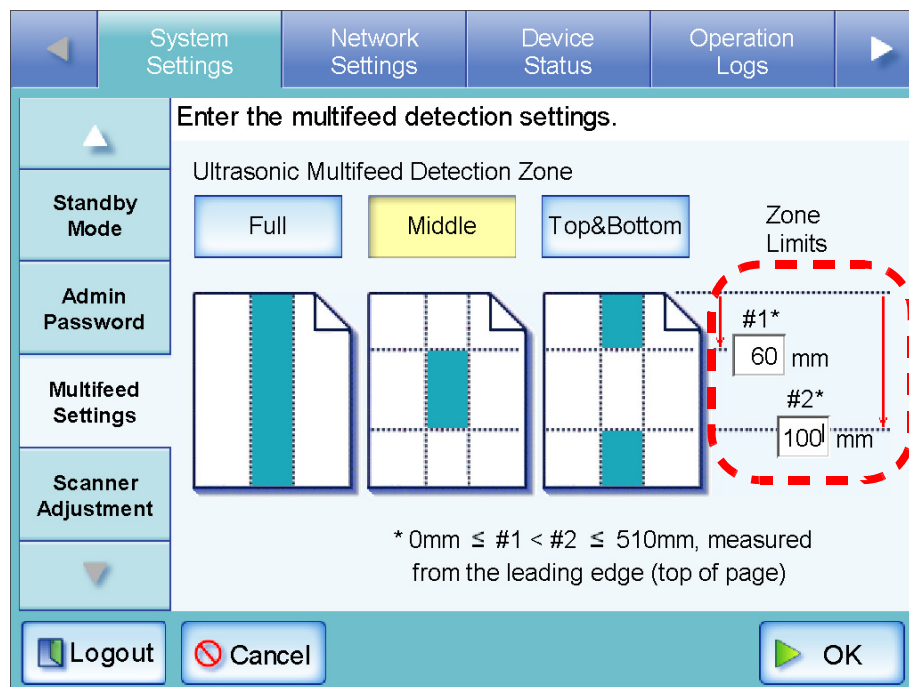 System
Settings
Network
Settings
Device
Status
Operation
Logs
Enter the multifeed detection settings.
Standby
Mode
Admin
Password
Multifeed
Settings
Scanner
Adjustment
Ultrasonic Multifeed Detection Zone
Full
Middle
Top&Bottom
Zone
Limits
#1*
60 mm
#2*
100 mm
* 0mm ≤ #1 < #2 ≤ 510mm, measured
from the leading edge (top of page)
Logout
Cancel
OK